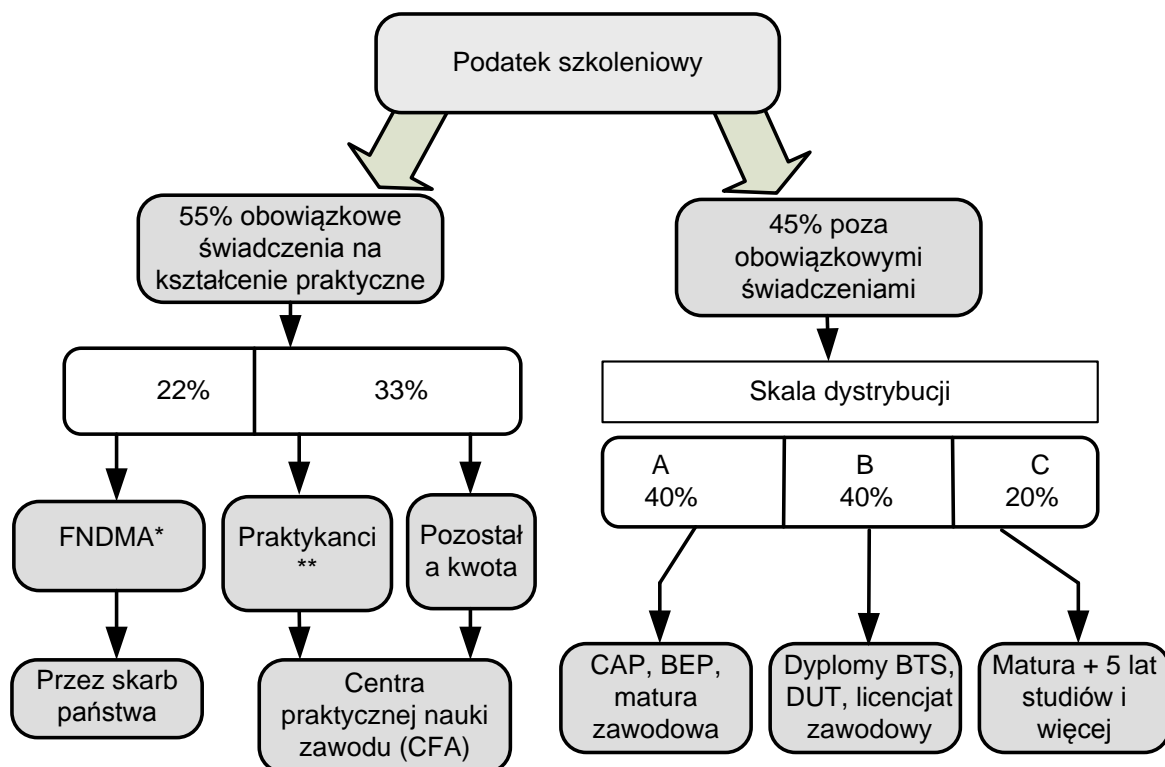 Podatek szkoleniowy
55% obowiązkowe
świadczenia na
kształcenie praktyczne
45% poza
obowiązkowymi
świadczeniami
22%
33%
Skala dystrybucji
A
40%
B
40%
C
20%
FNDMA*
Praktykanci
**
Pozostał
a kwota
Przez skarb
państwa
Centra
praktycznej nauki
zawodu (CFA)
CAP, BEP,
matura
zawodowa
Dyplomy BTS,
DUT, licencjat
zawodowy
Matura + 5 lat
studiów i
więcej